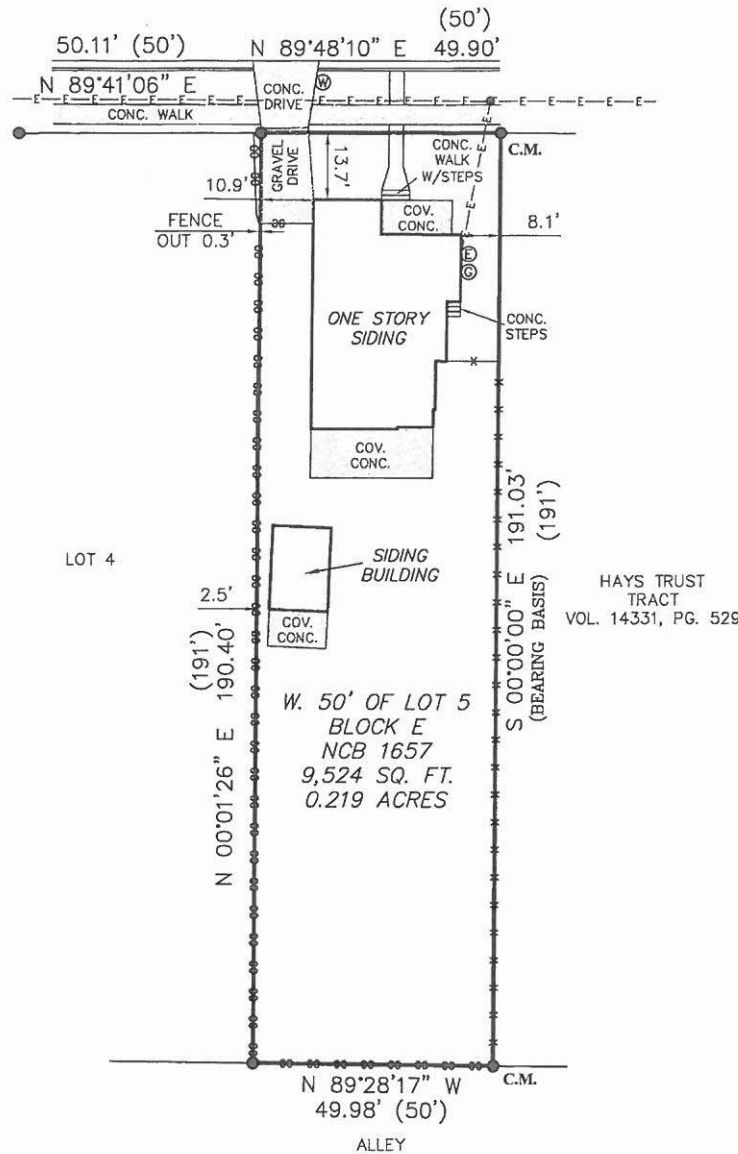 (50')
50.11' (50')
N 89°48'10" E
49.90'
N 89°41'06" E
E
E
E
E
E
E
E
E
E
E
E
E
W
CONC.
DRIVE
CONC. WALK
GRAVEL
DRIVE
13.7'
CONC.
WALK
W/STEPS
E
E
E
C.M.
10.9'
COV.
CONC.
8.1'
FENCE
OUT 0.3'
E
G
ONE STORY
SIDING
CONC.
STEPS
COV.
CONC.
S 00°00'00" E 191.03'
(BEARING BASIS) (191')
LOT 4
SIDING
BUILDING
HAYS TRUST
TRACT
VOL. 14331, PG. 529
2.5'
COV.
CONC.
N 00°01'26" E 190.40'
(191')
W. 50' OF LOT 5
BLOCK E
NCB 1657
9,524 SQ. FT.
0.219 ACRES
N 89°28'17" W
49.98' (50')
C.M.
ALLEY